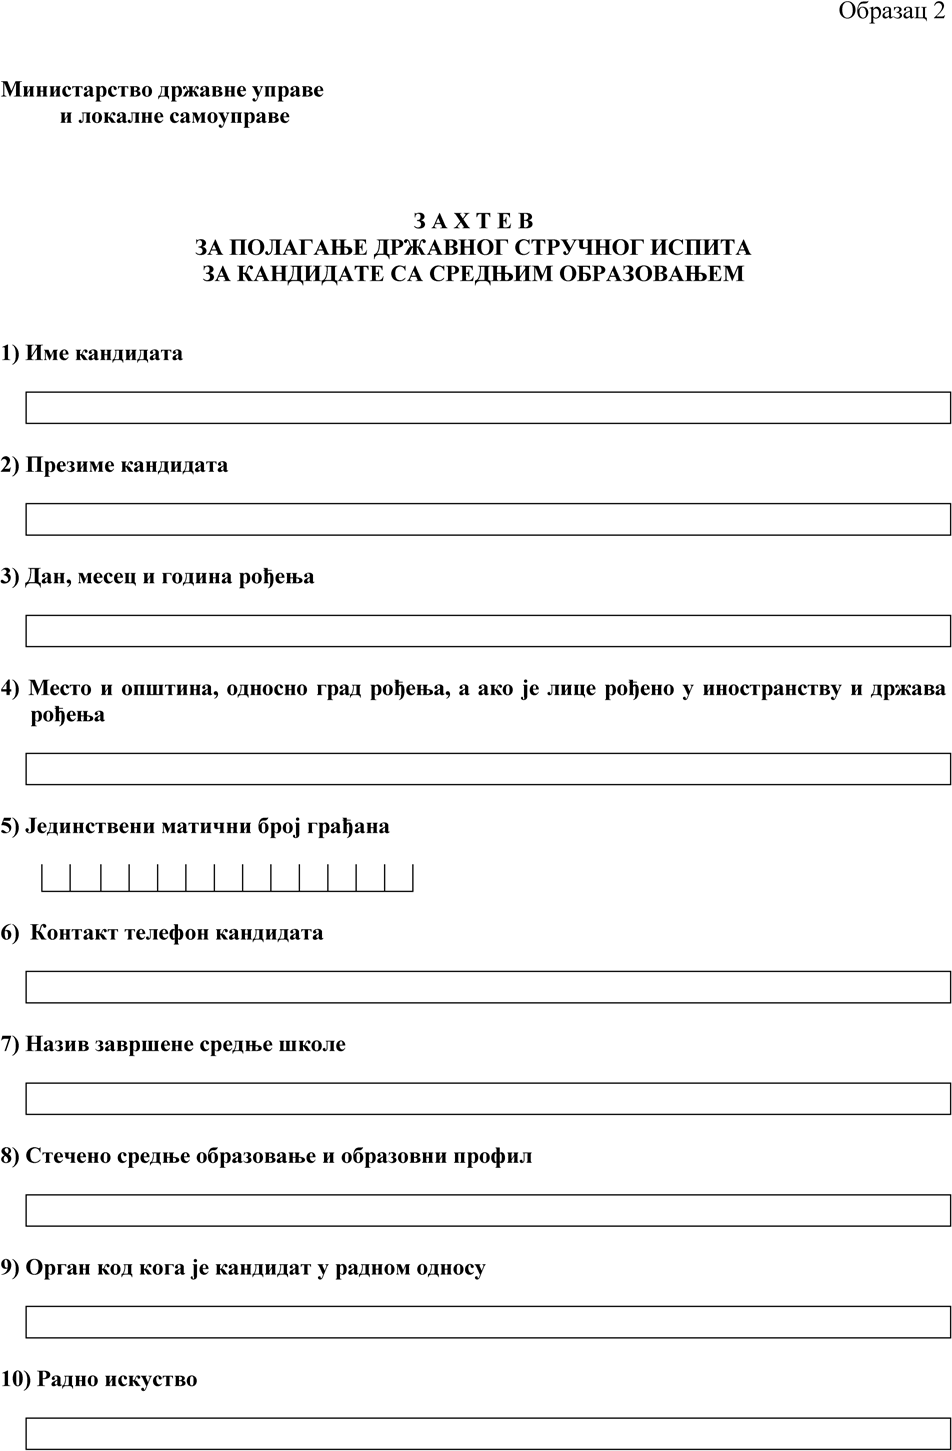 Образац 2
Министарство државне управе
и локалне самоуправе
З А Х Т Е В
ЗА ПОЛАГАЊЕ ДРЖАВНОГ СТРУЧНОГ ИСПИТА
ЗА КАНДИДАТЕ СА СРЕДЊИМ ОБРАЗОВАЊЕМ
1) Име кандидата
2) Презиме кандидата
3) Дан, месец и година рођења
4) Место и општина, односно град рођења, а ако је лице рођено у иностранству и држава
рођења
5) Јединствени матични број грађана
6) Контакт телефон кандидата
7) Назив завршене средње школе
8) Стечено средње образовање и образовни профил
9) Орган код кога је кандидат у радном односу
10) Радно искуство